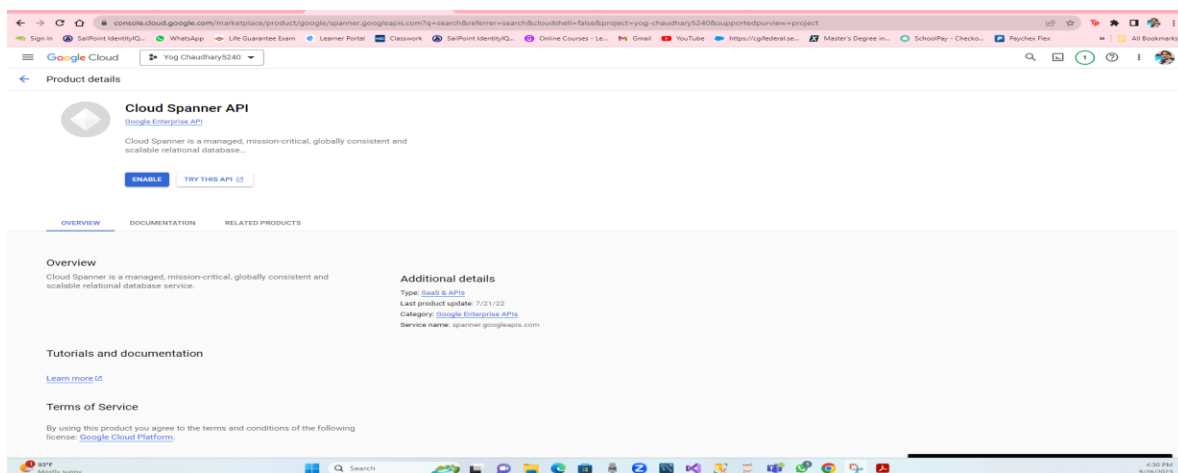 console.cloud.google.com/marketplace/product/google/spanner.googleapis.com?q=search&referrer=search&cloudshell=false&project=yog-chaudhary5240&supportedpurview=project
Sign in SailPoint IdentityIQ... WhatsApp Life Guarantee Exam Learner Portal Classwork SailPoint IdentityIQ... Online Courses - Le... Gmail YouTube https://cgifederal.se... Master's Degree in... SchoolPay - Checko... Paychex Flex » All Bookmarks
Google Cloud Yog Chaudhary5240 1
Product details
Cloud Spanner API
Google Enterprise API
Cloud Spanner is a managed, mission-critical, globally consistent and
scalable relational database...
ENABLE TRY THIS API
OVERVIEW DOCUMENTATION RELATED PRODUCTS
Overview
Cloud Spanner is a managed, mission-critical, globally consistent and
scalable relational database service.
Additional details
Type: SaaS & APIs
Last product update: 7/21/22
Category: Google Enterprise APIs
Service name: spanner.googleapis.com
Tutorials and documentation
Learn more
Terms of Service
By using this product you agree to the terms and conditions of the following
license: Google Cloud Platform.
93°F
Mostly sunny
Search
4:30 PM